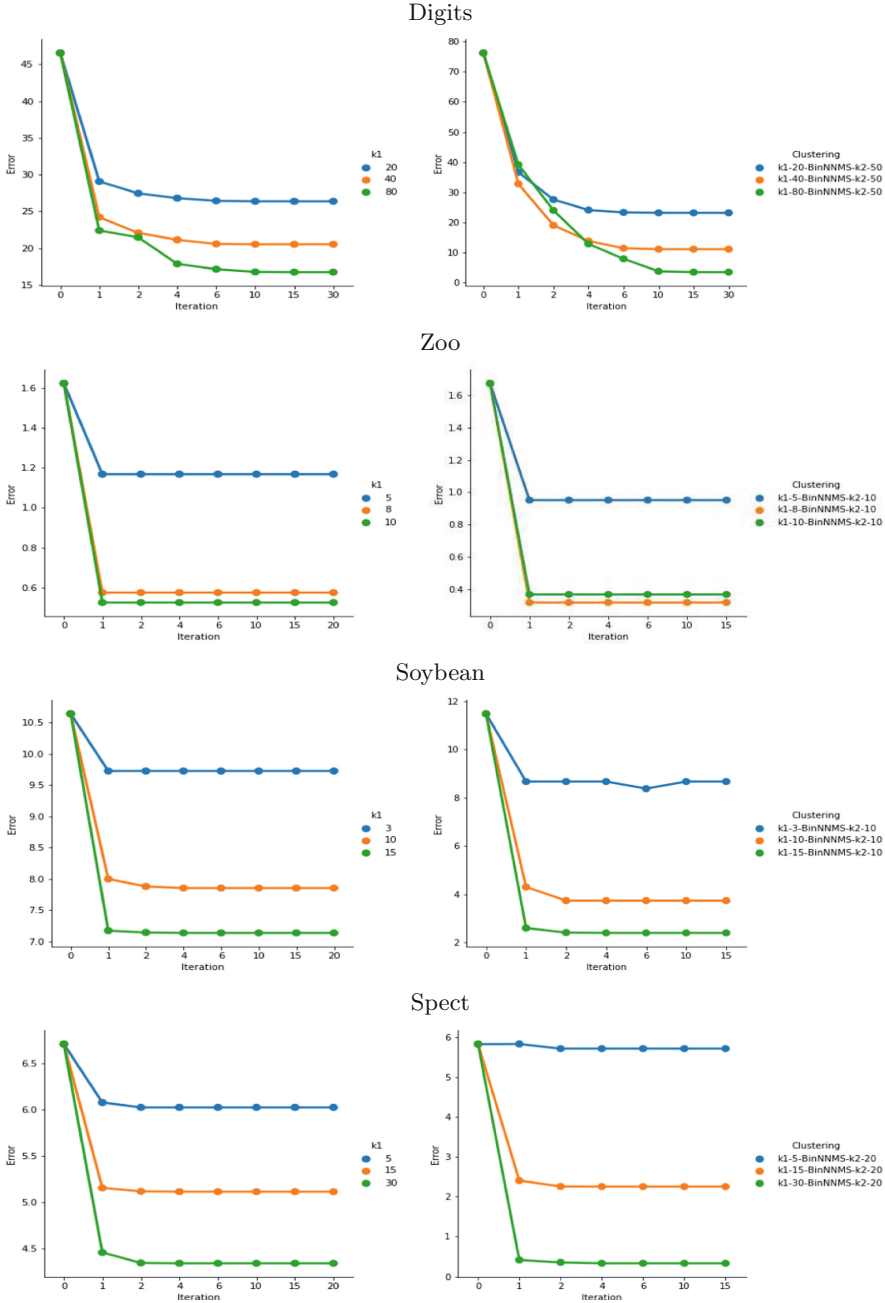 Digits
45
40
35
30
25
20
15
Error
0 1 2 4 6 10 15 30
Iteration
k1
20
40
80
80
70
60
50
40
30
20
10
0
Error
0 1 2 4 6 10 15 30
Iteration
Clustering
k1-20-BinNNMS-k2-50
k1-40-BinNNMS-k2-50
k1-80-BinNNMS-k2-50
Zoo
1.6
1.4
1.2
1.0
0.8
0.6
Error
0 1 2 4 6 10 15 20
Iteration
k1
5
8
10
1.6
1.4
1.2
1.0
0.8
0.6
0.4
Error
0 1 2 4 6 10 15
Iteration
Clustering
k1-5-BinNNMS-k2-10
k1-8-BinNNMS-k2-10
k1-10-BinNNMS-k2-10
Soybean
10.5
10.0
9.5
9.0
8.5
8.0
7.5
7.0
Error
0 1 2 4 6 10 15 20
Iteration
k1
3
10
15
12
10
8
6
4
2
Error
0 1 2 4 6 10 15
Iteration
Clustering
k1-3-BinNNMS-k2-10
k1-10-BinNNMS-k2-10
k1-15-BinNNMS-k2-10
Spect
6.5
6.0
5.5
5.0
4.5
Error
0 1 2 4 6 10 15 20
Iteration
k1
5
15
30
6
5
4
3
2
1
0
Error
0 1 2 4 6 10 15
Iteration
Clustering
k1-5-BinNNMS-k2-20
k1-15-BinNNMS-k2-20
k1-30-BinNNMS-k2-20